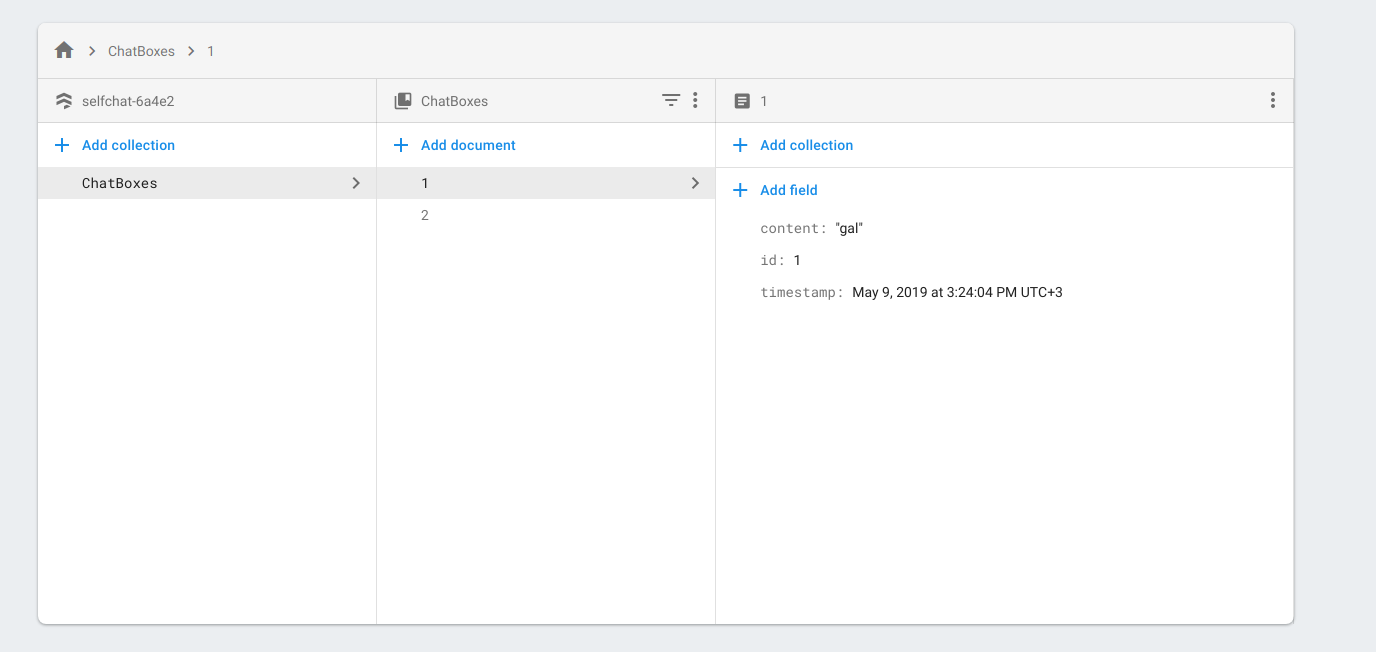 ChatBoxes 1
selfchat-6a4e2
Add collection
ChatBoxes
ChatBoxes
Add document
1
2
1
Add collection
Add field
content: "gal"
id: 1
timestamp: May 9, 2019 at 3:24:04 PM UTC+3